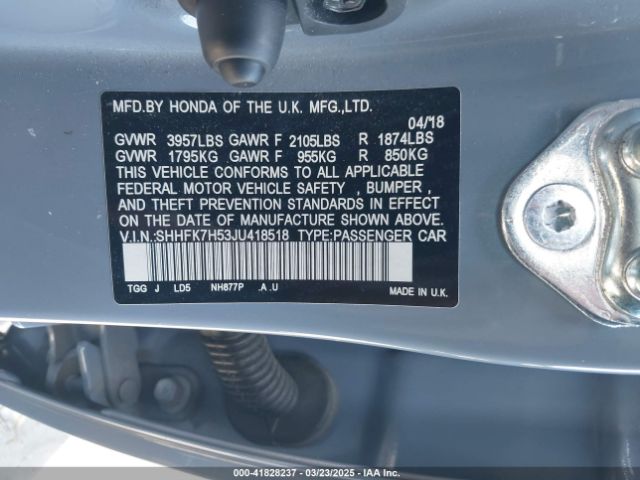 MFD.BY HONDA OF THE U.K. MFG.,LTD.
04/18
GVWR 3957LBS GAWR F 2105LBS R 1874LBS
GVWR 1795KG GAWR F 955KG R 850KG
THIS VEHICLE CONFORMS TO ALL APPLICABLE
FEDERAL MOTOR VEHICLE SAFETY , BUMPER ,
AND THEFT PREVENTION STANDARDS IN EFFECT
ON THE DATE OF MANUFACTURE SHOWN ABOVE.
V.I.N.:SHHFK7H53JU418518 TYPE:PASSENGER CAR
TGG J LD5 NH877P .A .U
MADE IN U.K.
000-41828237 - 03/23/2025 - IAA Inc.